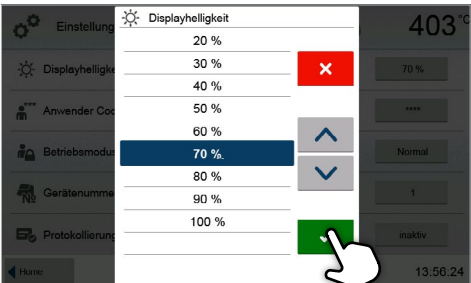 Einstellung
Displayhelligkeit
403 °C
20 %
30 %
40 %
50 %
60 %
70 %
80 %
90 %
100 %
Displayhelligke
70 %
Anwender Cod
****
Betriebsmodus
Normal
Gerätenumme
1
Protokollierung
inaktiv
Home
13:56:24